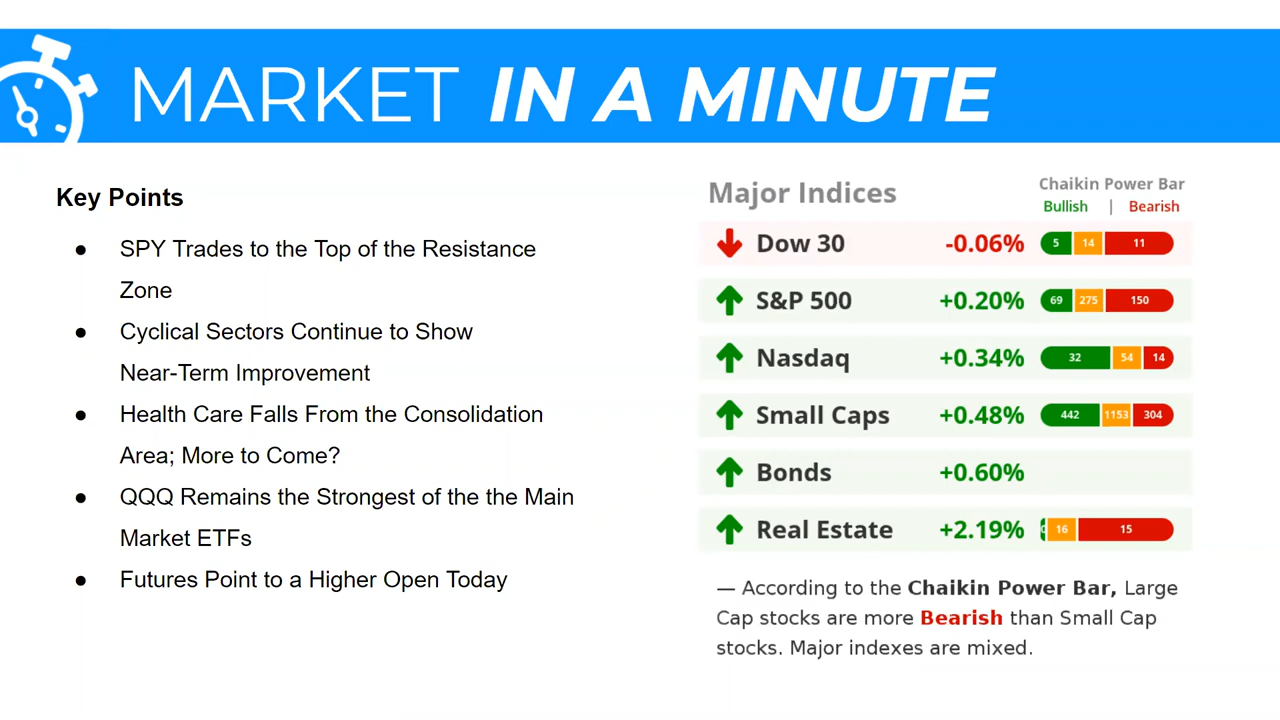 MARKET IN A MINUTE
Key Points
● SPY Trades to the Top of the Resistance
Zone
● Cyclical Sectors Continue to Show
Near-Term Improvement
● Health Care Falls From the Consolidation
Area; More to Come?
● QQQ Remains the Strongest of the the Main
Market ETFs
● Futures Point to a Higher Open Today
Major Indices
Chaikin Power Bar
Bullish | Bearish
Dow 30 -0.06% 5 14 11
S&P 500 +0.20% 69 275 150
Nasdaq +0.34% 32 54 14
Small Caps +0.48% 442 1153 304
Bonds +0.60%
Real Estate +2.19% 0 16 15
— According to the Chaikin Power Bar, Large
Cap stocks are more Bearish than Small Cap
stocks. Major indexes are mixed.